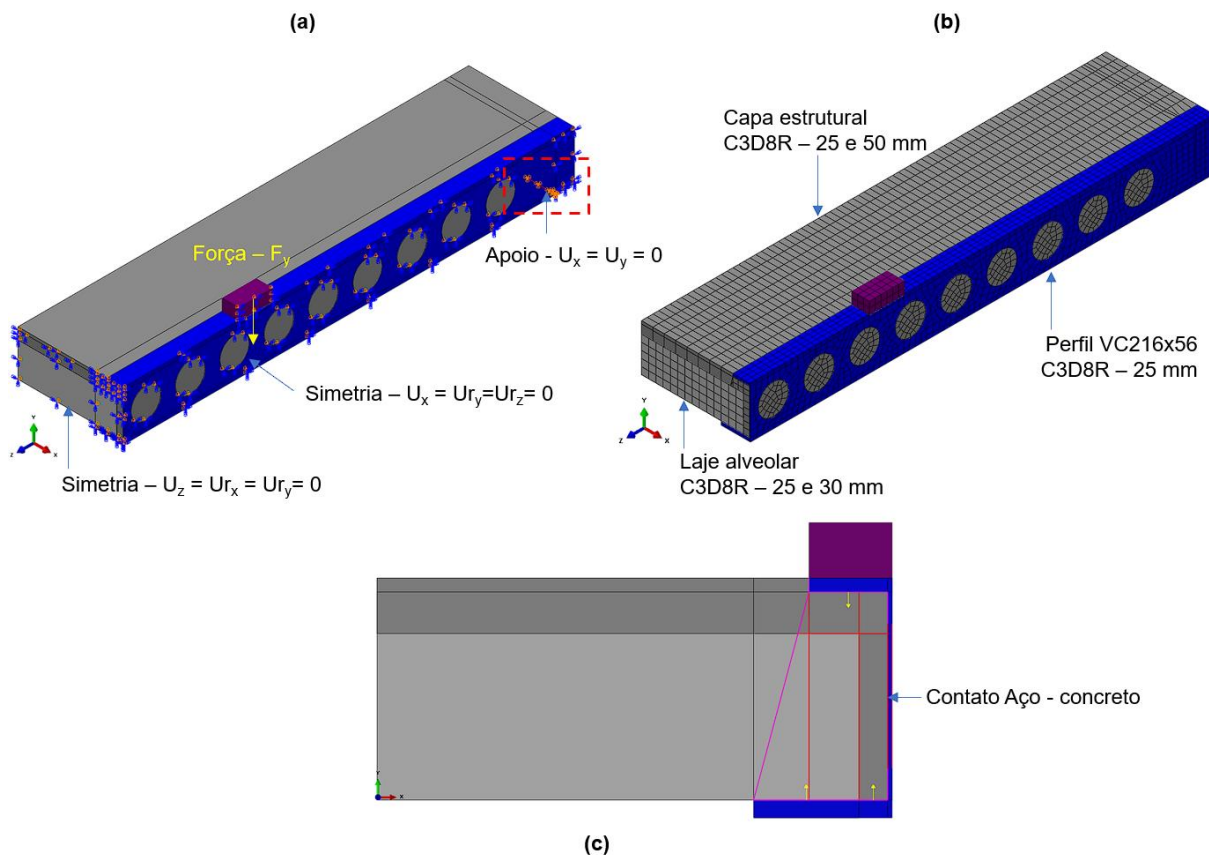 (a)
(b)
Capa estrutural
C3D8R – 25 e 50 mm
Força – Fy
Apoio - Ux = Uy = 0
Simetria – Ux = Ury=Urz= 0
Simetria – Uz = Urx = Ury= 0
Perfil VC216x56
C3D8R – 25 mm
Laje alveolar
C3D8R – 25 e 30 mm
Y
Z
X
Y
Z
X
Contato Aço - concreto
Y
X
(c)